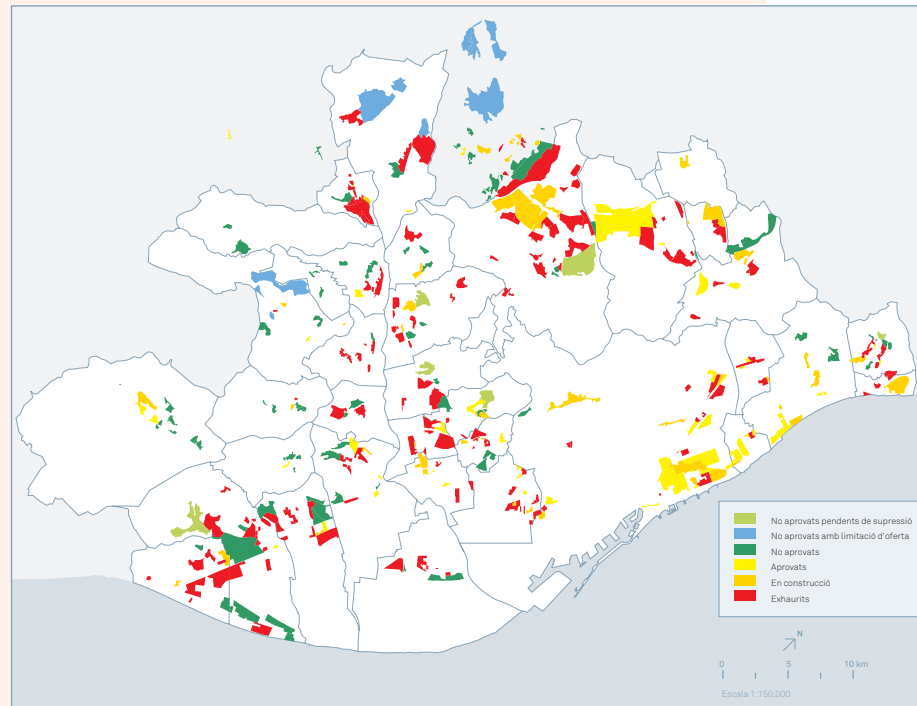 No aprovats pendents de supressió
No aprovats amb limitació d'oferta
No aprovats
Aprovats
En construcció
Exhaurits
N
0 5 10 km
Escala 1:150.000